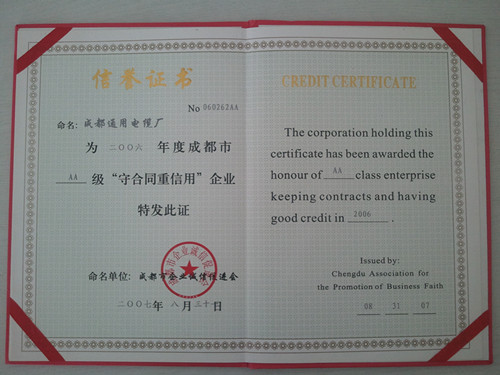 信誉证书
No 060262AA
命名：成都通用电缆厂
为 二〇〇六 年度成都市
AA 级“守合同重信用”企业
特发此证
命名单位：成都市企业诚信促进会
二〇〇七年 八 月三十一日
CREDIT CERTIFICATE
The corporation holding this
certificate has been awarded the
honour of AA class enterprise
keeping contracts and having
good credit in 2006 .
Issued by:
Chengdu Association for
the Promotion of Business Faith
08 31 07